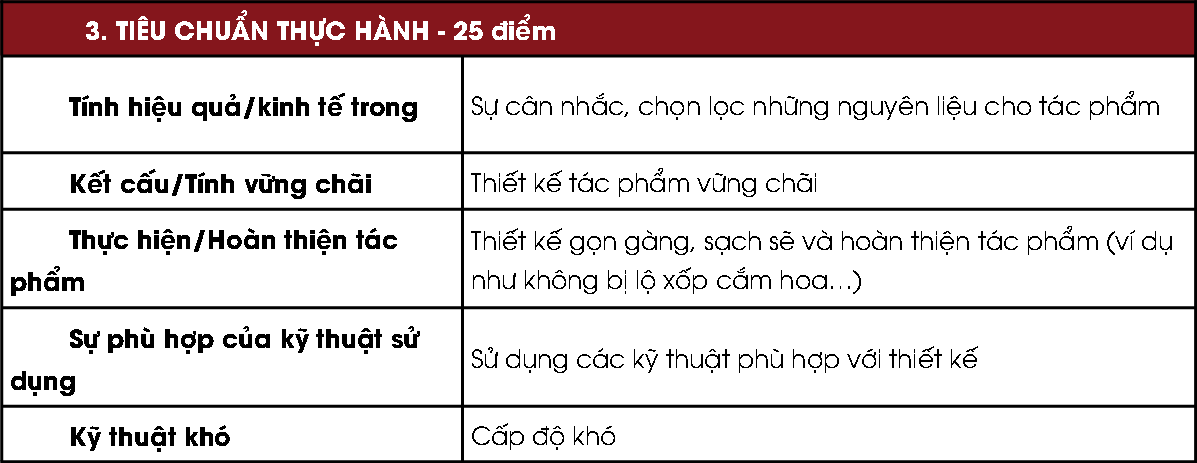 3. TIÊU CHUẨN THỰC HÀNH - 25 điểm
Tính hiệu quả/kinh tế trong
Sự cân nhắc, chọn lọc những nguyên liệu cho tác phẩm
Kết cấu/Tính vững chãi
Thiết kế tác phẩm vững chãi
Thực hiện/Hoàn thiện tác
phẩm
Thiết kế gọn gàng, sạch sẽ và hoàn thiện tác phẩm (ví dụ
như không bị lộ xốp cắm hoa...)
Sự phù hợp của kỹ thuật sử
dụng
Sử dụng các kỹ thuật phù hợp với thiết kế
Kỹ thuật khó
Cấp độ khó